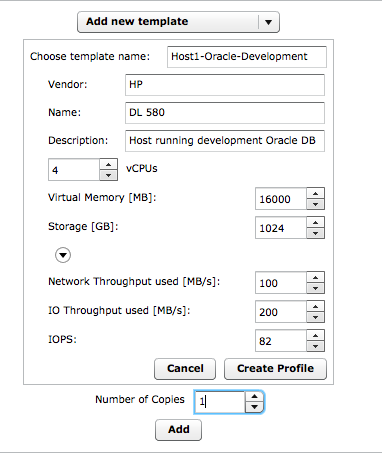 Add new template
Choose template name: Host1-Oracle-Development
Vendor: HP
Name: DL 580
Description: Host running development Oracle DB
4 vCPUs
Virtual Memory [MB]: 16000
Storage [GB]: 1024
Network Throughput used [MB/s]: 100
IO Throughput used [MB/s]: 200
IOPS: 82
Cancel Create Profile
Number of Copies 1
Add